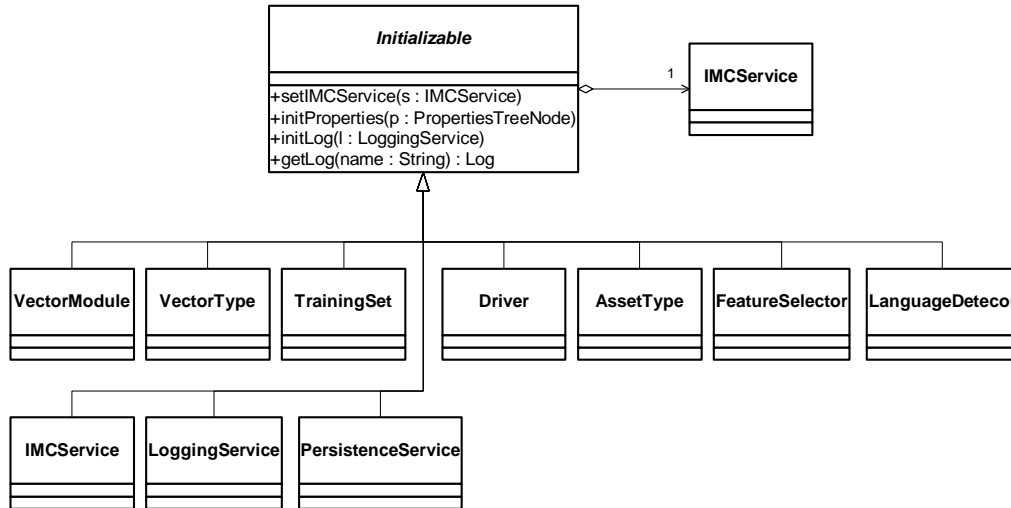 Initializable
+setIMCService(s : IMCService)
+initProperties(p : PropertiesTreeNode)
+initLog(l : LoggingService)
+getLog(name : String) : Log
1
IMCService
VectorModule
VectorType
TrainingSet
Driver
AssetType
FeatureSelector
LanguageDetecor
IMCService
LoggingService
PersistenceService